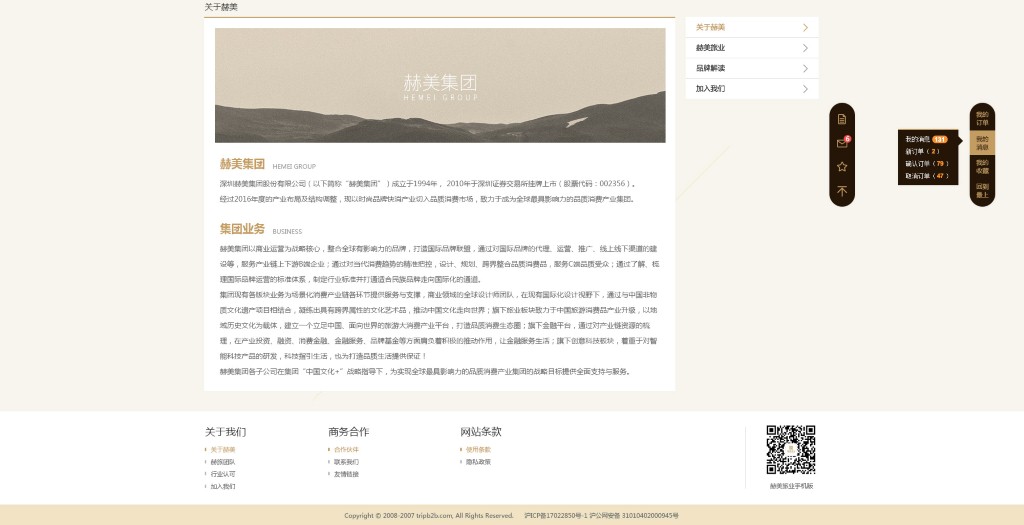 关于赫美
赫美集团
HEMEI GROUP
赫美集团 HEMEI GROUP
深圳赫美集团股份有限公司（以下简称“赫美集团”）成立于1994年， 2010年于深圳证券交易所挂牌上市（股票代码：002356）。
经过2016年度的产业布局及结构调整，现以时尚品牌快消产业切入品质消费市场，致力于成为全球最具影响力的品质消费产业集团。
集团业务 BUSINESS
赫美集团以商业运营为战略核心，整合全球有影响力的品牌，打造国际品牌联盟，通过对国际品牌的代理、运营、推广、线上线下渠道的建
设等，服务产业链上下游B端企业；通过对当代消费趋势的精准把控，设计、规划、跨界整合品质消费品，服务C端品质受众；通过了解、梳
理国际品牌运营的标准体系，制定行业标准并打通适合民族品牌走向国际化的通道。
集团现有各版块业务为场景化消费产业链各环节提供服务与支撑，商业领域的全球设计师团队，在现有国际化设计视野下，通过与中国非物
质文化遗产项目相结合，凝练出具有跨界属性的文化艺术品，推动中国文化走向世界；旗下旅业板块致力于中国旅游消费品产业升级，以地
域历史文化为载体，建立一个立足中国、面向世界的旅游大消费产业平台，打造品质消费生态圈；旗下金融平台，通过对产业链资源的梳
理，在产业投资、融资、消费金融、金融服务、品牌基金等方面肩负着积极的推动作用，让金融服务生活；旗下创意科技板块，着重于对智
能科技产品的研发，科技指引生活，也为打造品质生活提供保证！
赫美集团各子公司在集团“中国文化+”战略指导下，为实现全球最具影响力的品质消费产业集团的战略目标提供全面支持与服务。
关于赫美
赫美旅业
品牌解读
加入我们
6
我的消息 131
新订单（ 2 ）
确认订单（ 79 ）
取消订单（ 47 ）
我的
订单
我的
消息
我的
收藏
回到
最上
关于我们
关于赫美
赫旅团队
行业认可
加入我们
商务合作
合作伙伴
联系我们
友情链接
网站条款
使用条款
隐私政策
赫美旅业手机版
Copyright © 2008-2007 tripb2b.com, All Rights Reserved. 沪ICP备17022850号-1 沪公网安备 31010402000945号